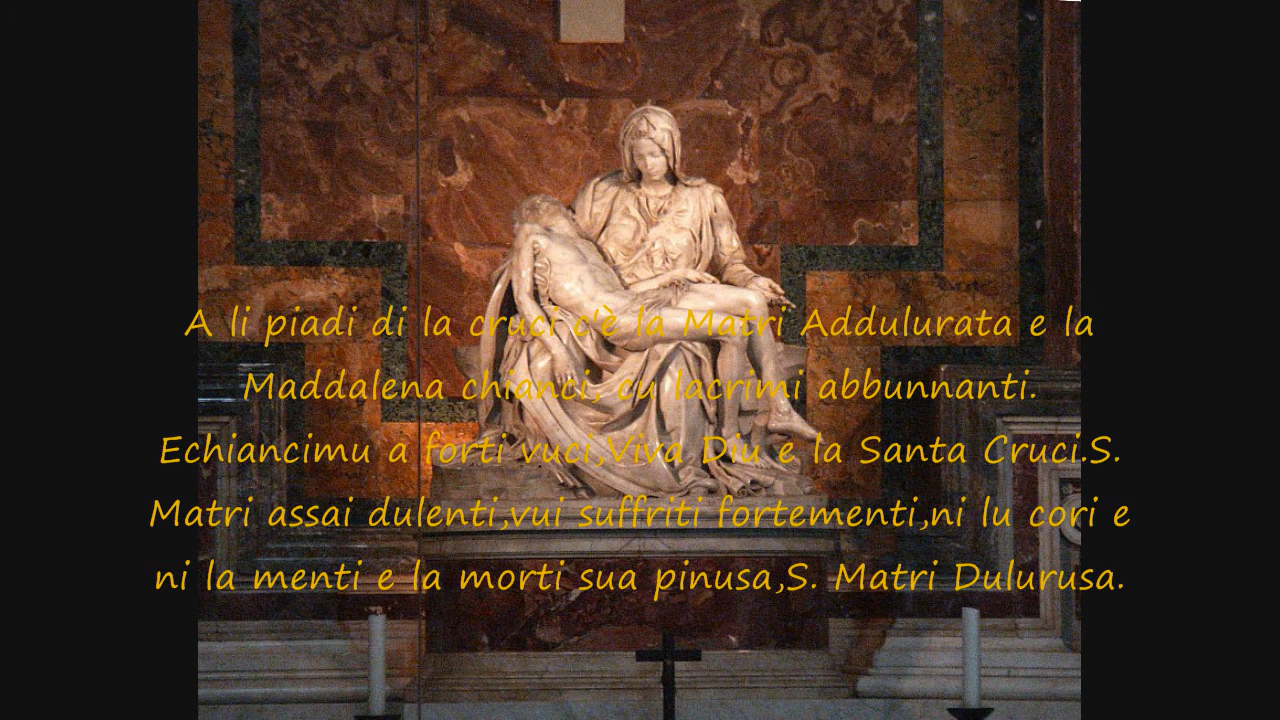 A li piadi di la cruci c'è la Matri Addulurata e la
Maddalena chianci, cu lacrimi abbunnanti.
Echiancimu a forti vuci,Viva Diu e la Santa Cruci.S.
Matri assai dulenti,vui suffriti fortementi,ni lu cori e
ni la menti e la morti sua pinusa,S. Matri Dulurusa.